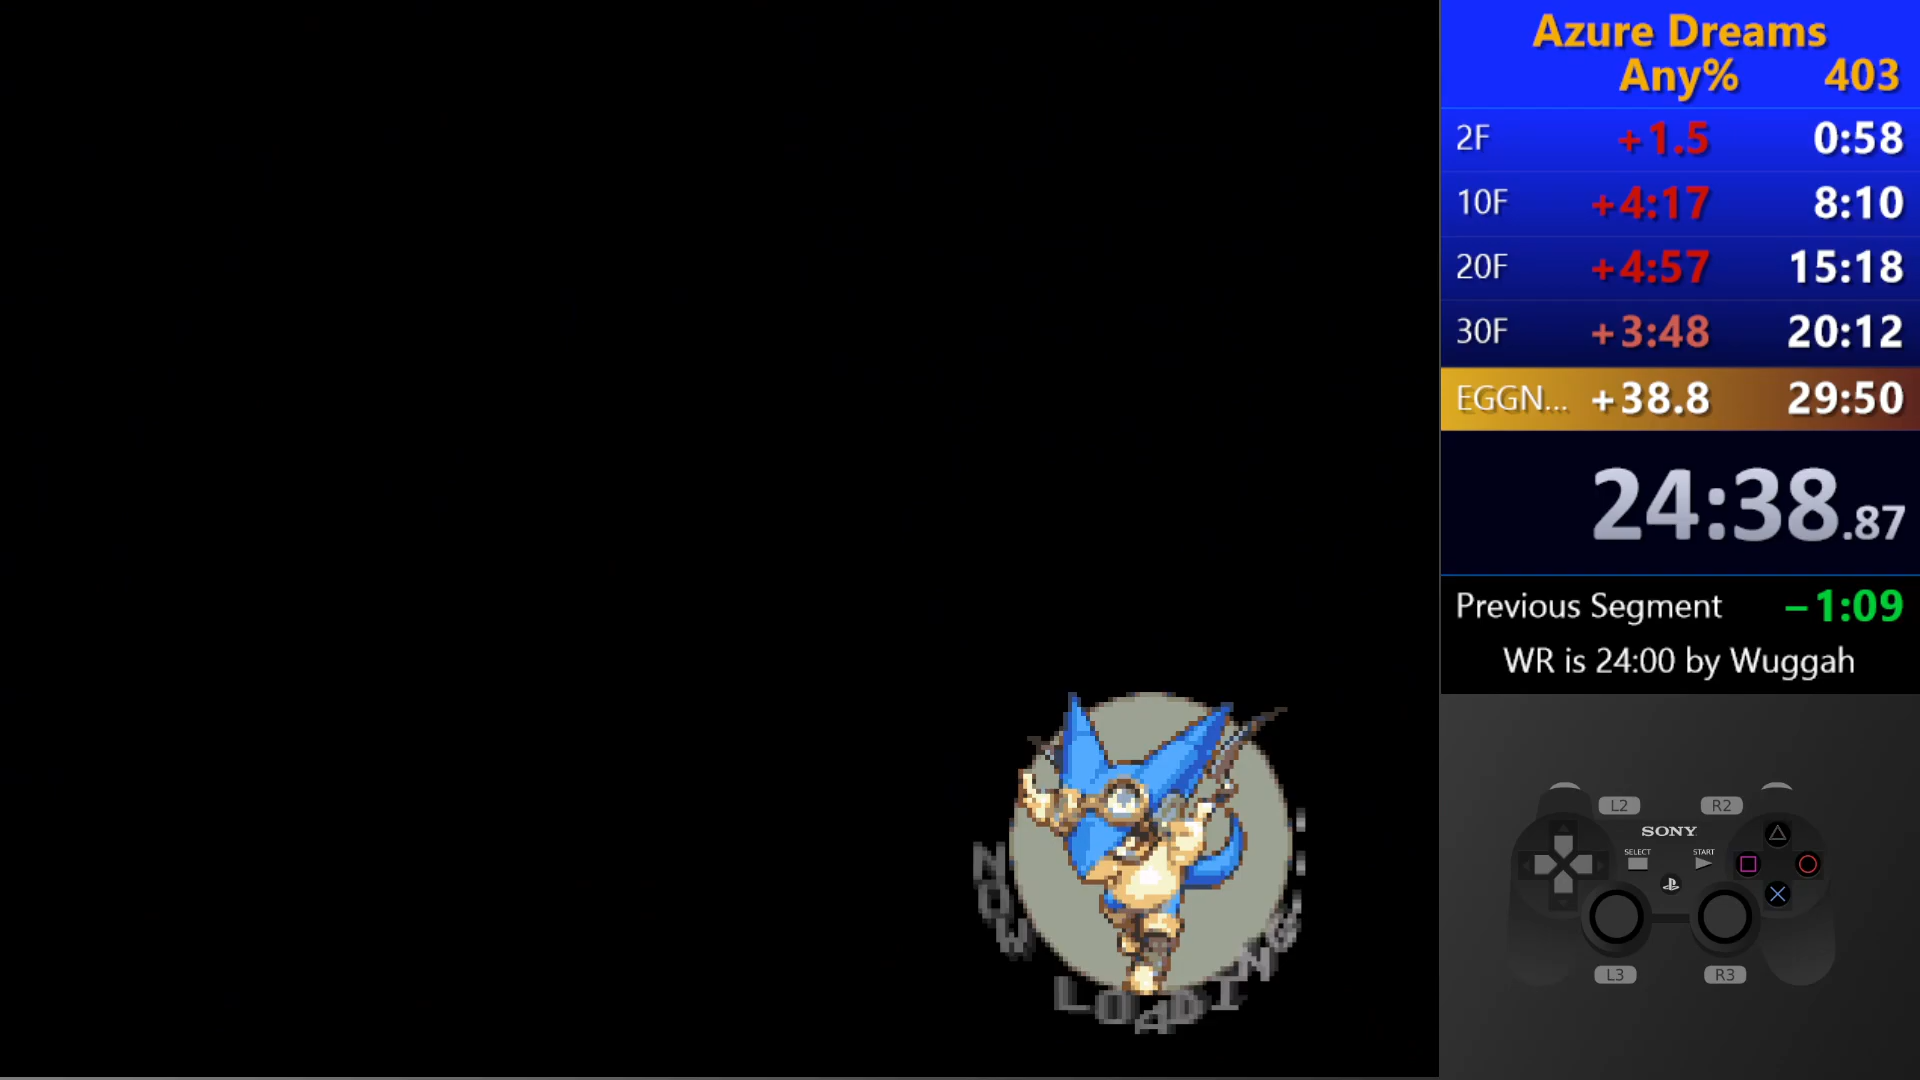 Azure Dreams
Any% 403
2F +1.5 0:58
10F +4:17 8:10
20F +4:57 15:18
30F +3:48 20:12
EGGN... +38.8 29:50
24:38.87
Previous Segment −1:09
WR is 24:00 by Wuggah
NOW LOADING...
L2 R2
SONY
SELECT START
L3 R3